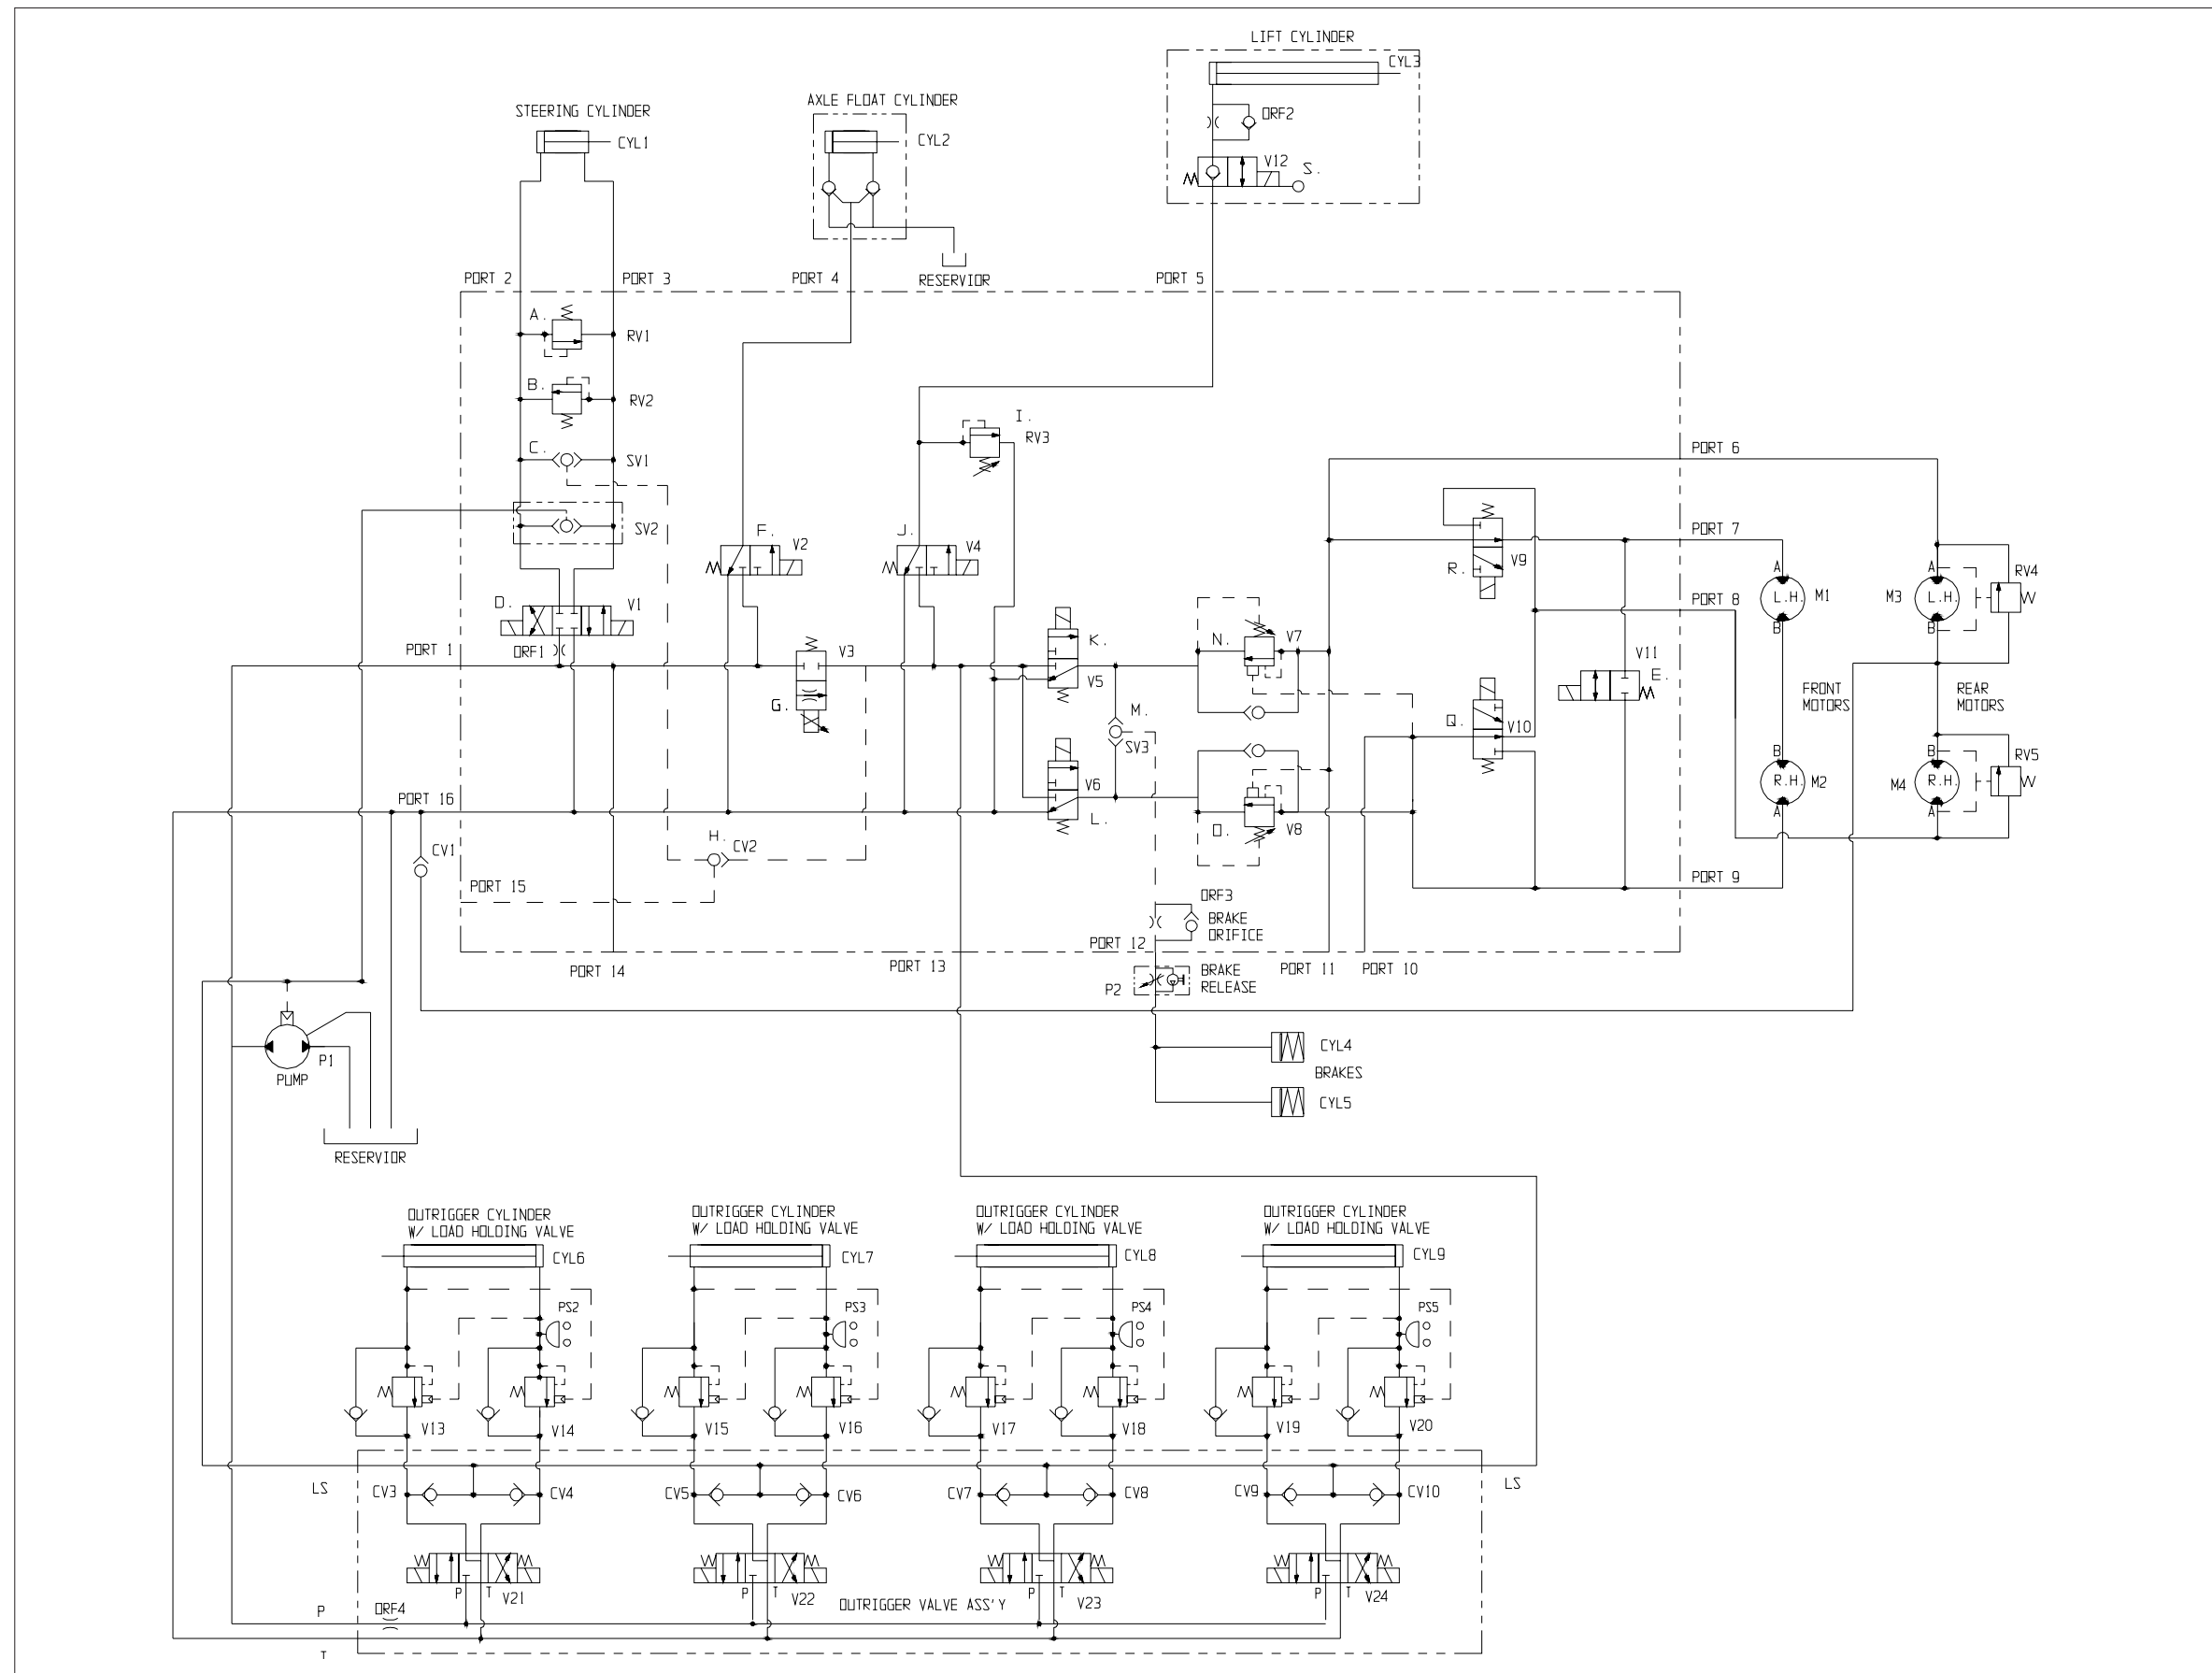 LIFT CYLINDER
CYL3
AXLE FLOAT CYLINDER
STEERING CYLINDER
CYL1
CYL2
ORF2
V12
S.
PORT 2
PORT 3
PORT 4
RESERVIOR
PORT 5
A.
RV1
B.
RV2
C.
SV1
SV2
I.
RV3
PORT 6
F.
V2
J.
V4
PORT 7
V9
R.
A
A
RV4
L.H.
M1
M3
L.H.
B
B
D.
V1
PORT 8
ORF1
PORT 1
V3
K.
V5
N.
V7
V11
E.
G.
M.
SV3
Q.
V10
FRONT
MOTORS
REAR
MOTORS
B
B
RV5
R.H.
M2
M4
R.H.
A
A
PORT 16
V6
L.
O.
V8
CV1
H.
CV2
PORT 15
PORT 9
ORF3
BRAKE
ORIFICE
PORT 12
PORT 14
PORT 13
PORT 11
PORT 10
P2
BRAKE
RELEASE
P1
PUMP
CYL4
BRAKES
CYL5
RESERVIOR
OUTRIGGER CYLINDER
W/ LOAD HOLDING VALVE
OUTRIGGER CYLINDER
W/ LOAD HOLDING VALVE
OUTRIGGER CYLINDER
W/ LOAD HOLDING VALVE
OUTRIGGER CYLINDER
W/ LOAD HOLDING VALVE
CYL6
CYL7
CYL8
CYL9
PS2
PS3
PS4
PS5
V13
V14
V15
V16
V17
V18
V19
V20
LS
CV3
CV4
CV5
CV6
CV7
CV8
CV9
CV10
LS
P
T
V21
P
T
V22
P
T
V23
P
T
V24
P
ORF4
OUTRIGGER VALVE ASS'Y
T